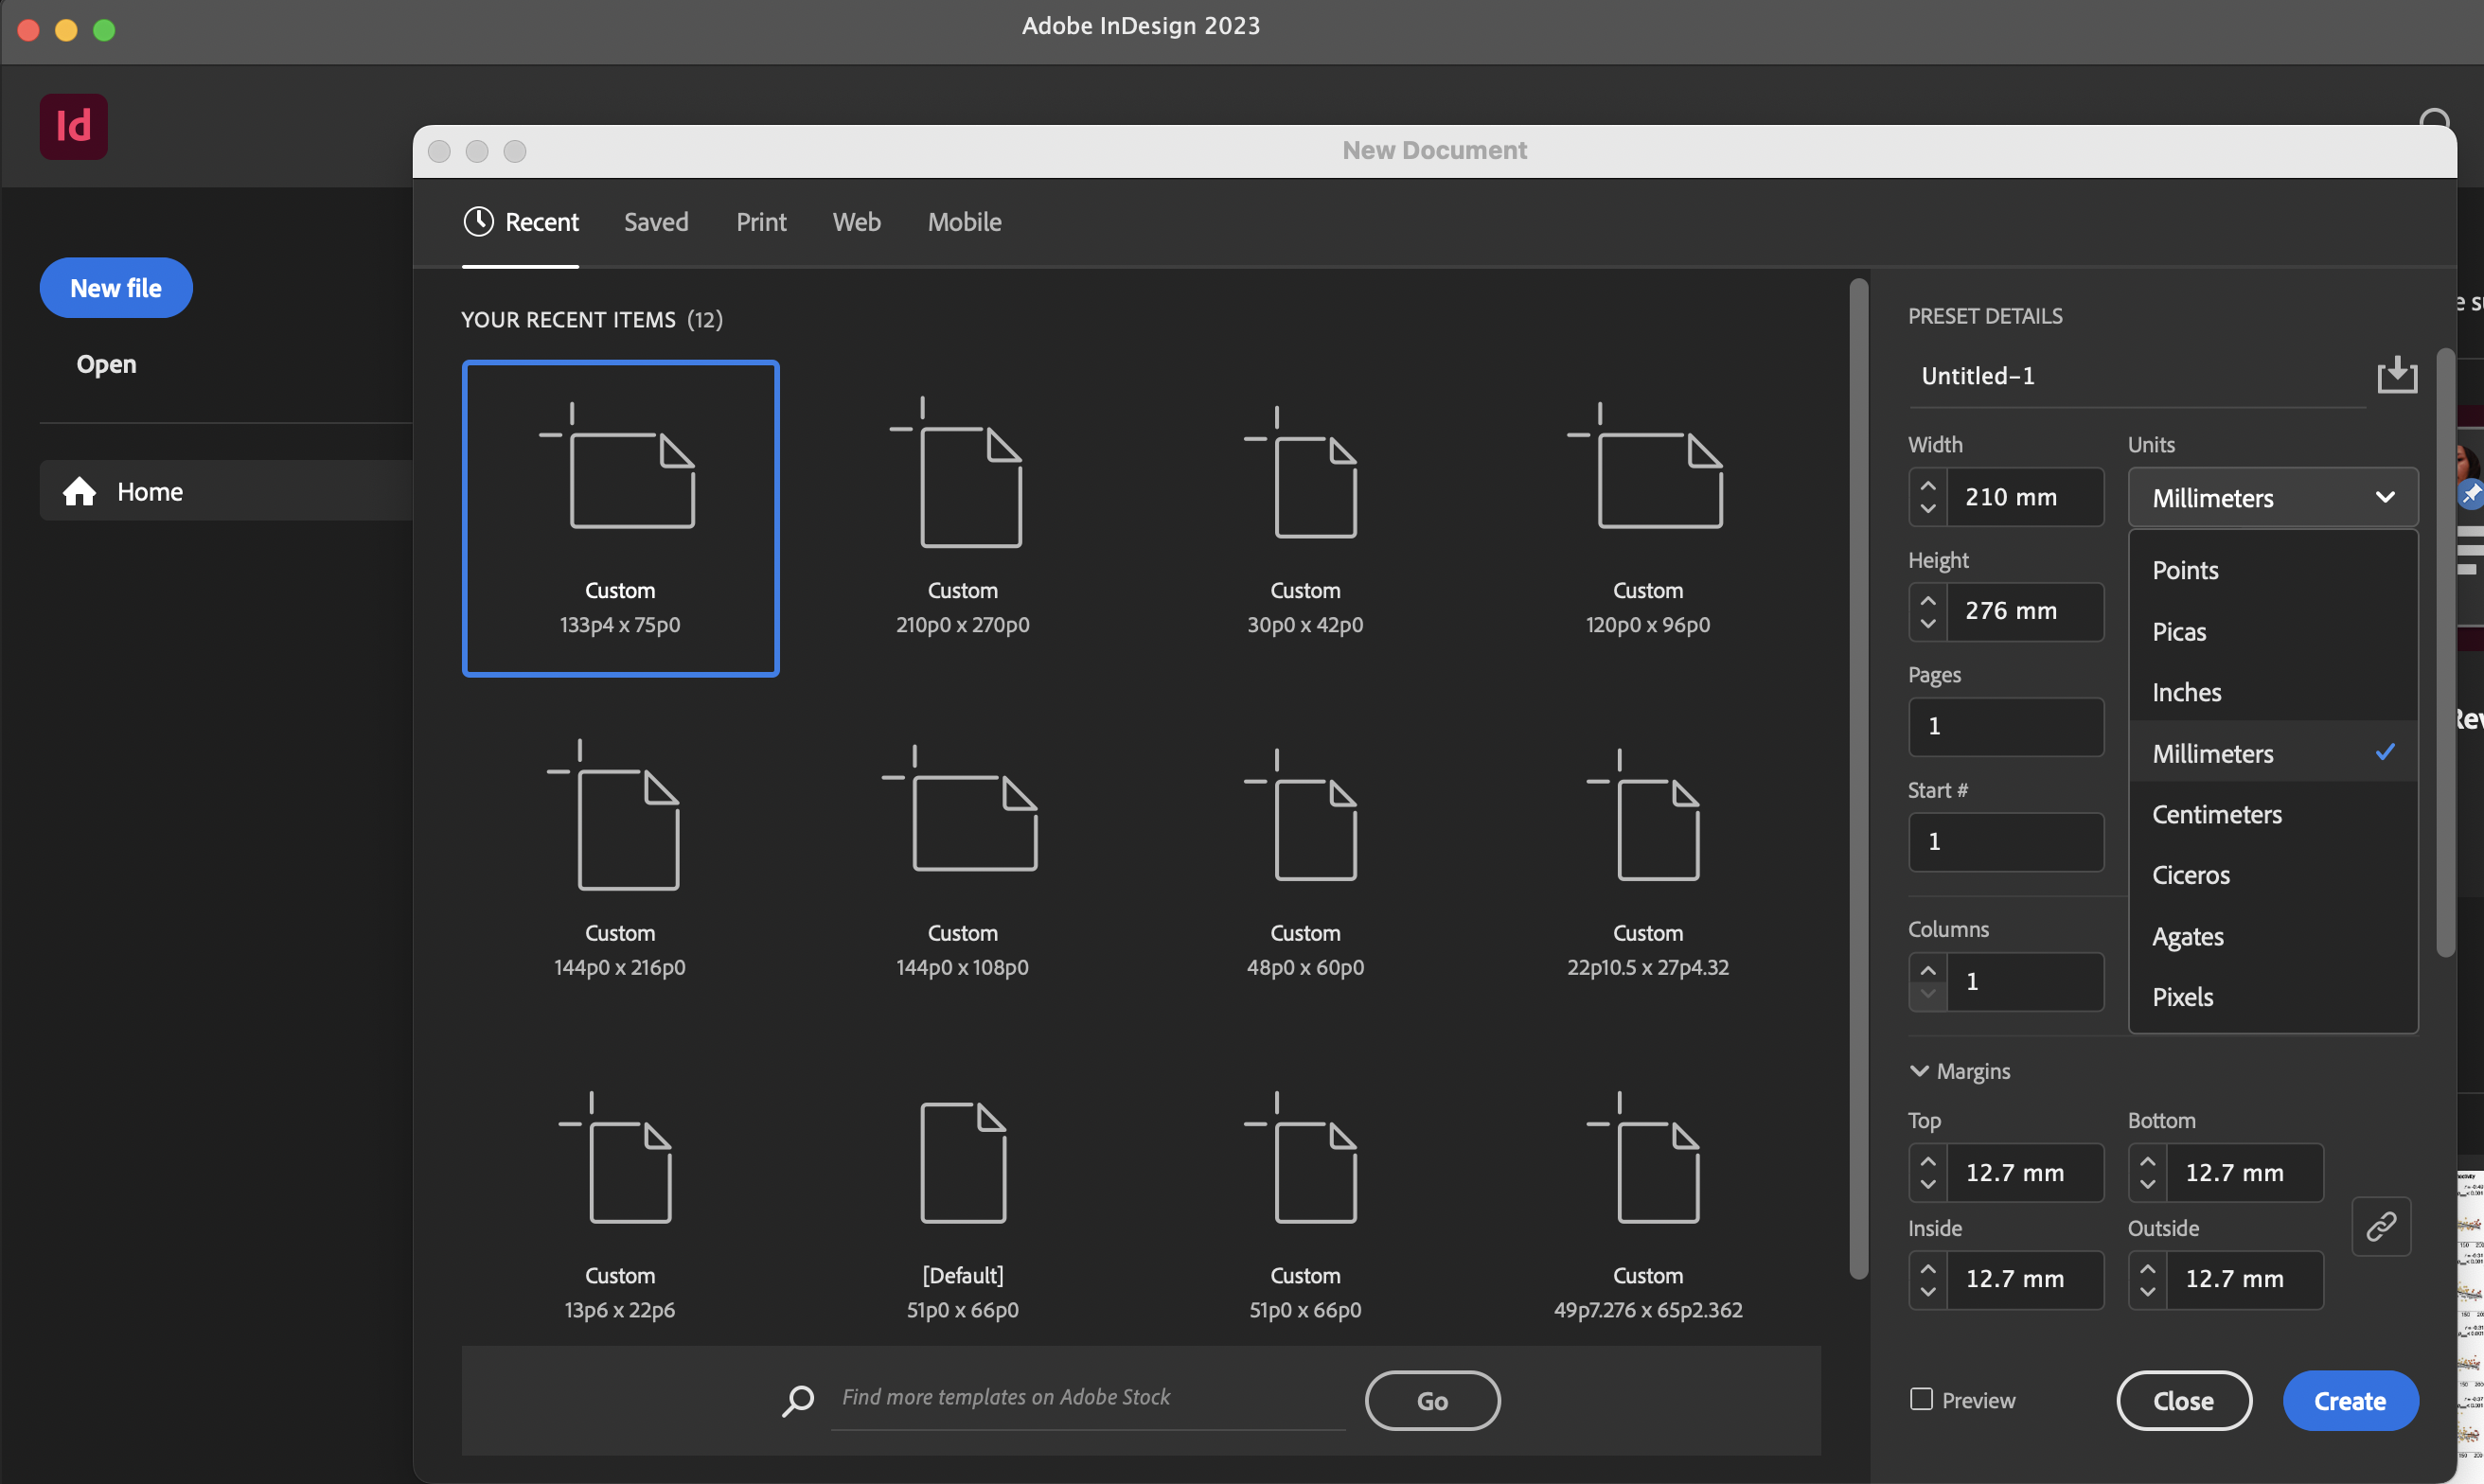 Adobe InDesign 2023
Id
New Document
Recent Saved Print Web Mobile
New file
Open
Home
YOUR RECENT ITEMS (12)
Custom
133p4 x 75p0
Custom
210p0 x 270p0
Custom
30p0 x 42p0
Custom
120p0 x 96p0
Custom
144p0 x 216p0
Custom
144p0 x 108p0
Custom
48p0 x 60p0
Custom
22p10.5 x 27p4.32
Custom
13p6 x 22p6
[Default]
51p0 x 66p0
Custom
51p0 x 66p0
Custom
49p7.276 x 65p2.362
Find more templates on Adobe Stock
Go
PRESET DETAILS
Untitled-1
Width
210 mm
Units
Millimeters
Height
276 mm
Pages
1
Start #
1
Columns
1
Points
Picas
Inches
Millimeters
Centimeters
Ciceros
Agates
Pixels
Margins
Top
12.7 mm
Bottom
12.7 mm
Inside
12.7 mm
Outside
12.7 mm
Preview
Close
Create